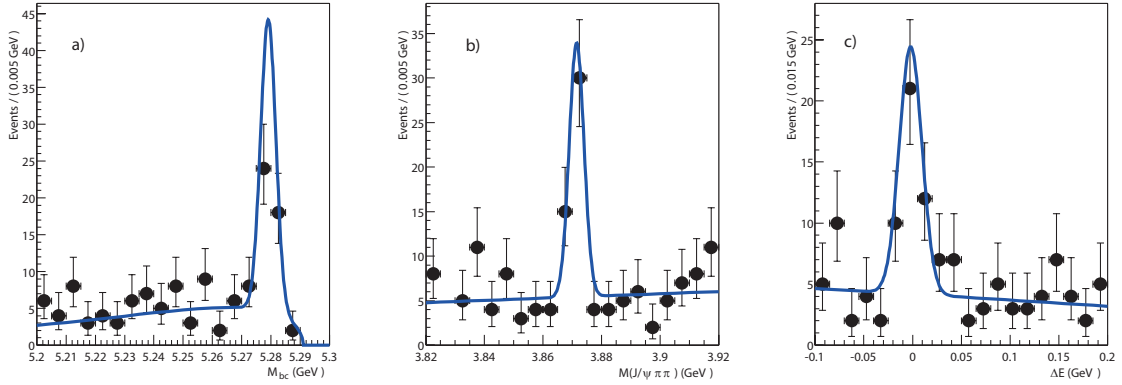 a)
Events / ( 0.005 GeV )
45
40
35
30
25
20
15
10
5
0
5.2 5.21 5.22 5.23 5.24 5.25 5.26 5.27 5.28 5.29 5.3
M bc (GeV)
b)
Events / ( 0.005 GeV )
35
30
25
20
15
10
5
0
3.82 3.84 3.86 3.88 3.9 3.92
M(J/ψ π π ) (GeV)
c)
Events / ( 0.015 GeV )
25
20
15
10
5
0
-0.1 -0.05 0 0.05 0.1 0.15 0.2
ΔE (GeV)